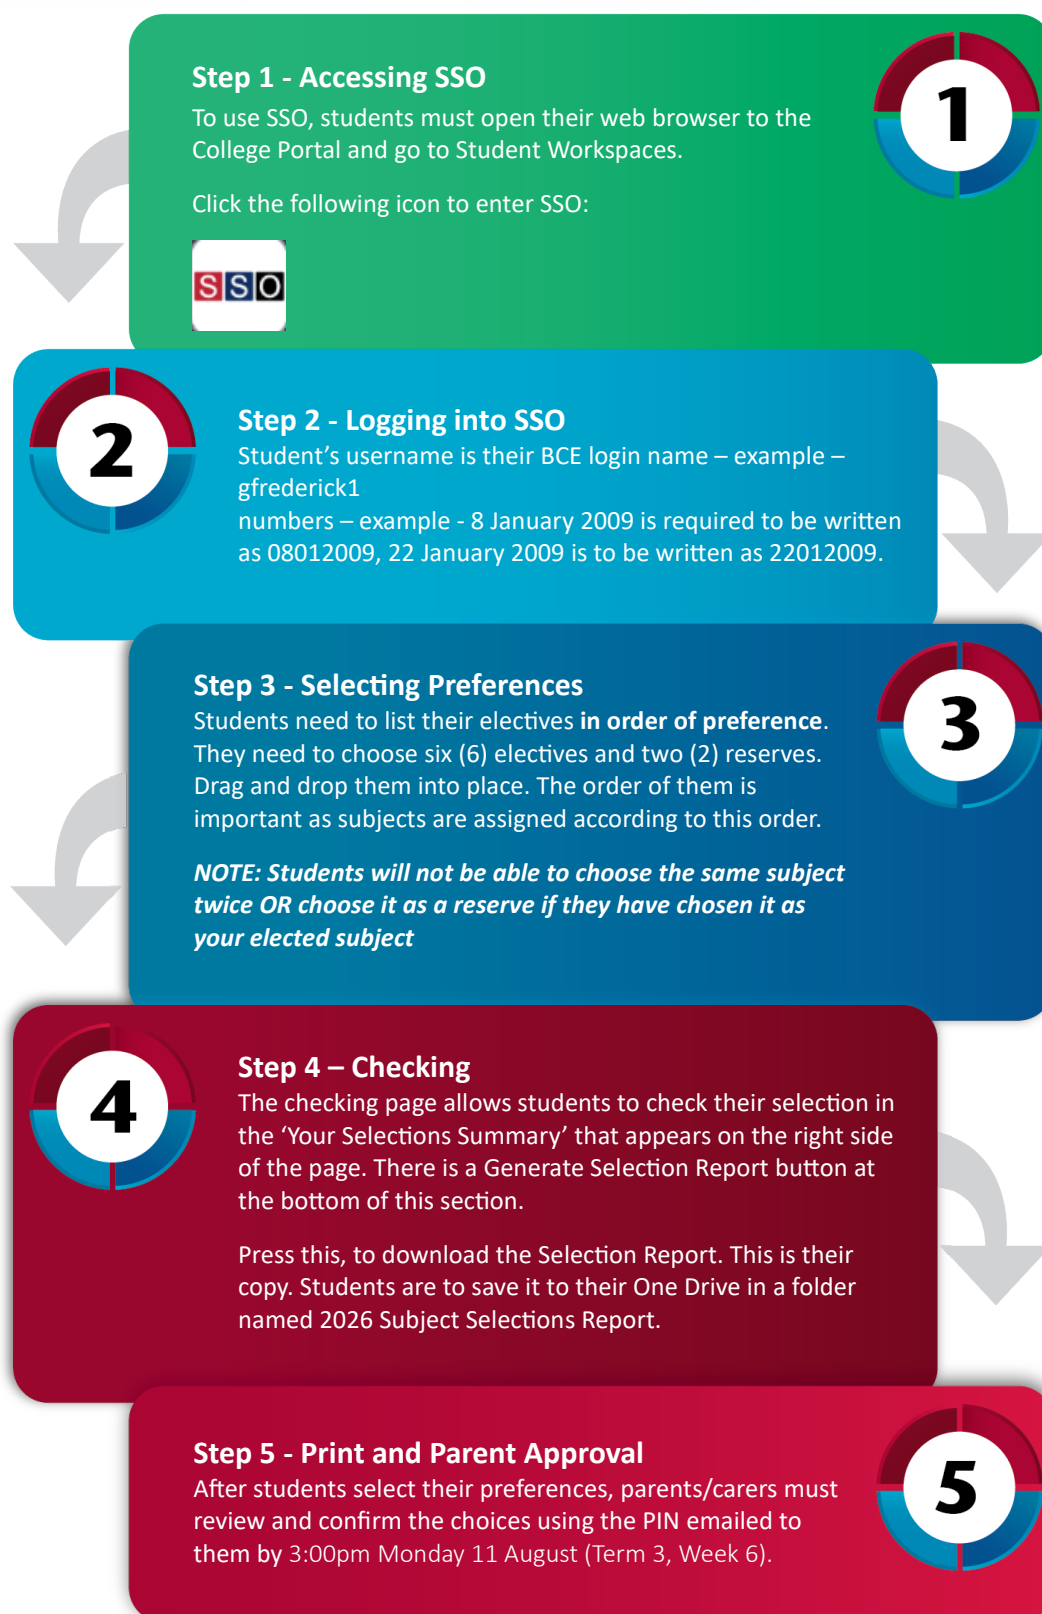 Step 1 - Accessing SSO
To use SSO, students must open their web browser to the
College Portal and go to Student Workspaces.
Click the following icon to enter SSO:
SSO
1
2
Step 2 - Logging into SSO
Student’s username is their BCE login name – example –
gfrederick1
numbers – example - 8 January 2009 is required to be written
as 08012009, 22 January 2009 is to be written as 22012009.
Step 3 - Selecting Preferences
Students need to list their electives in order of preference.
They need to choose six (6) electives and two (2) reserves.
Drag and drop them into place. The order of them is
important as subjects are assigned according to this order.
NOTE: Students will not be able to choose the same subject
twice OR choose it as a reserve if they have chosen it as
your elected subject
3
4
Step 4 – Checking
The checking page allows students to check their selection in
the ‘Your Selections Summary’ that appears on the right side
of the page. There is a Generate Selection Report button at
the bottom of this section.
Press this, to download the Selection Report. This is their
copy. Students are to save it to their One Drive in a folder
named 2026 Subject Selections Report.
Step 5 - Print and Parent Approval
After students select their preferences, parents/carers must
review and confirm the choices using the PIN emailed to
them by 3:00pm Monday 11 August (Term 3, Week 6).
5